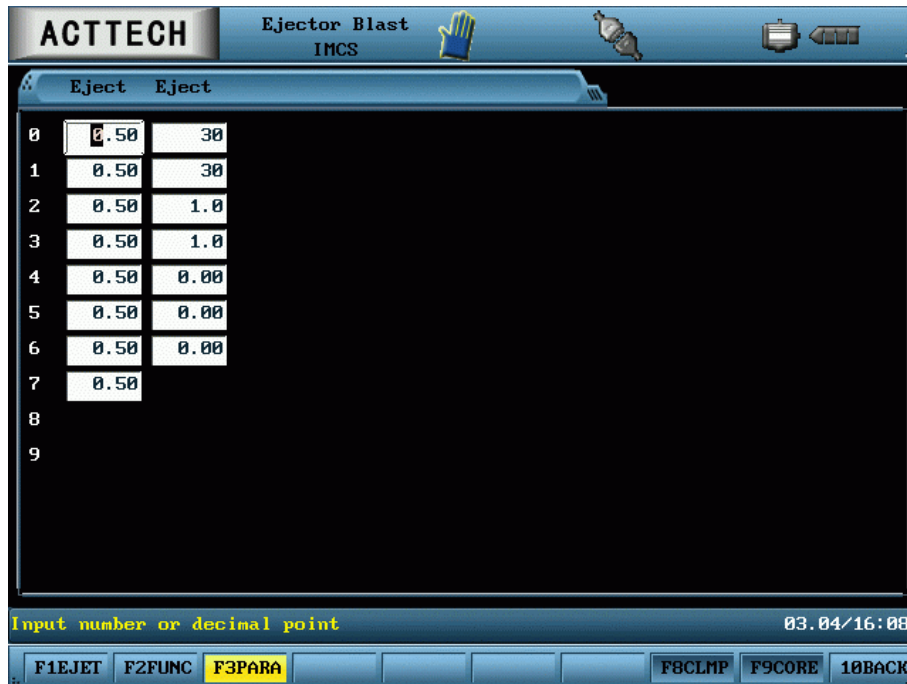 ACTTECH
Ejector Blast
IMCS
Eject Eject
0 0.50 30
1 0.50 30
2 0.50 1.0
3 0.50 1.0
4 0.50 0.00
5 0.50 0.00
6 0.50 0.00
7 0.50
8
9
Input number or decimal point 03.04/16:08
F1EJET F2FUNC F3PARA F8CLMP F9CORE 10BACK